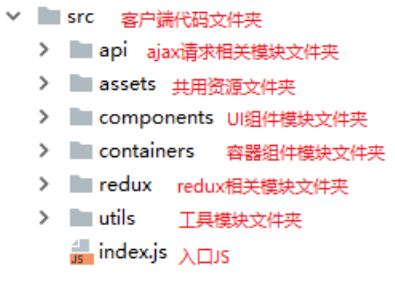 src 客户端代码文件夹
api ajax请求相关模块文件夹
assets 共用资源文件夹
components UI组件模块文件夹
containers 容器组件模块文件夹
redux redux相关模块文件夹
utils 工具模块文件夹
JS index.js 入口JS